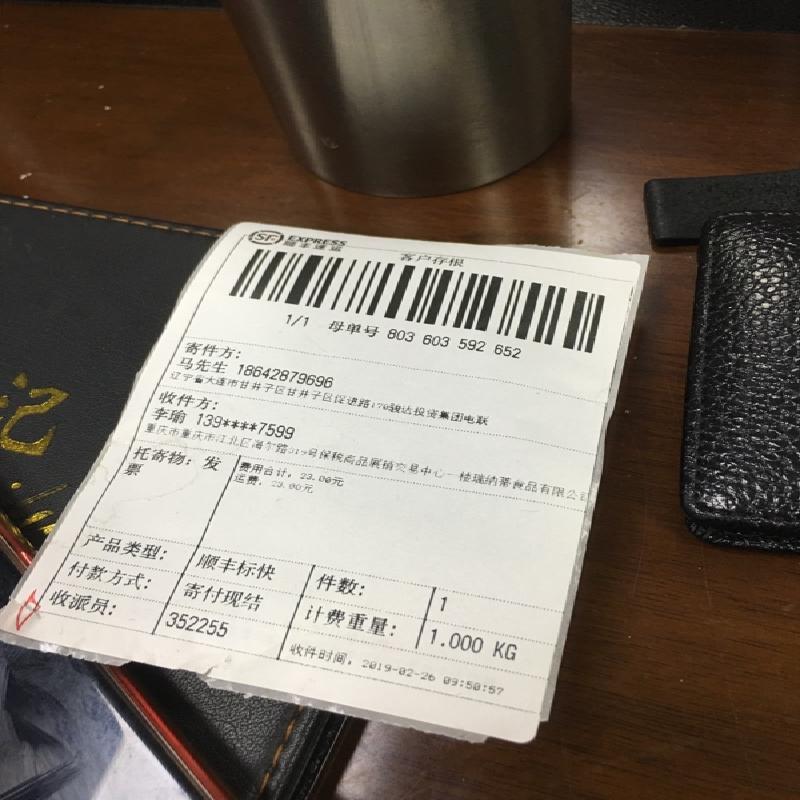 SF EXPRESS
顺丰速运
客户存根
1/1 母单号 803 603 592 652
寄件方:
马先生 18642879696
辽宁省大连市甘井子区甘井子区促进路170骏达投资集团电联
收件方:
李瑜 139****7599
重庆市重庆市江北区海尔路319号保税商品展销交易中心一楼瑞纳蒂食品有限公司
托寄物: 发票
费用合计: 23.00元
运费: 23.00元
产品类型: 顺丰标快 件数: 1
付款方式: 寄付现结 计费重量: 1.000 KG
收派员: 352255
收件时间: 2019-02-26 09:50:57
记